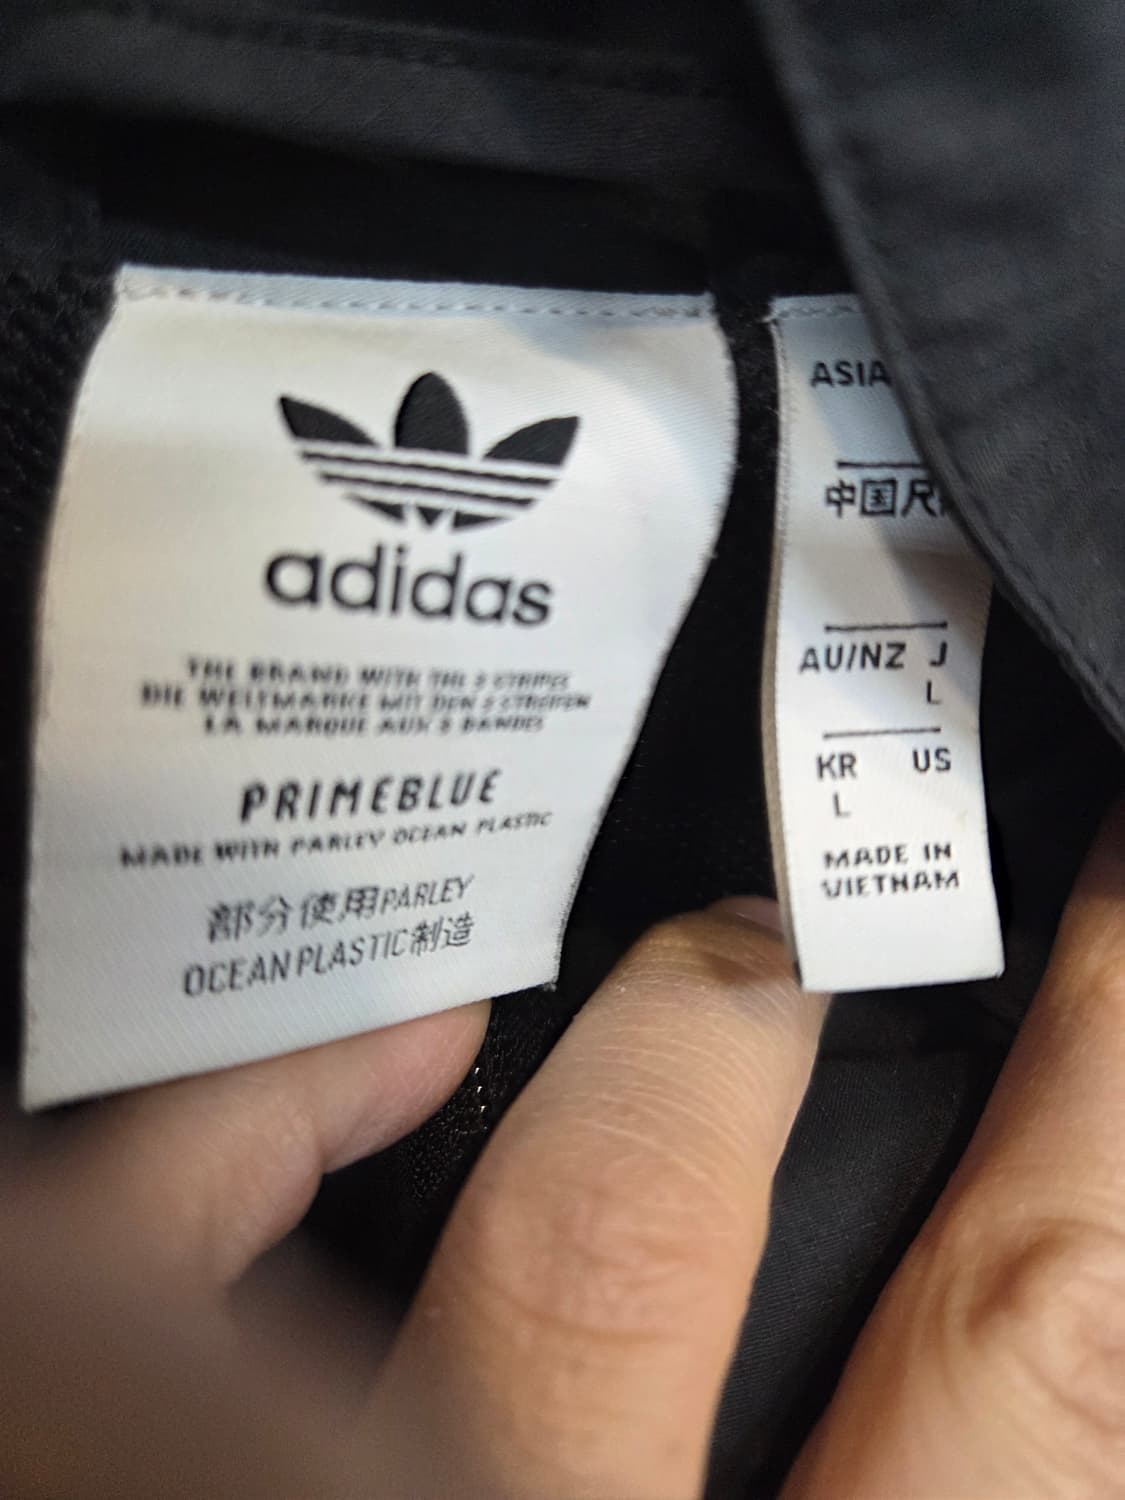 adidas
THE BRAND WITH THE 3 STRIPES
DIE WELTMARKE MIT DEN 3 STREIFEN
LA MARQUE AUX 3 BANDES
PRIMEBLUE
MADE WITH PARLEY OCEAN PLASTIC
部分使用PARLEY
OCEAN PLASTIC制造
ASIA
中国尺
AU/NZ J
L
KR US
L
MADE IN
VIETNAM